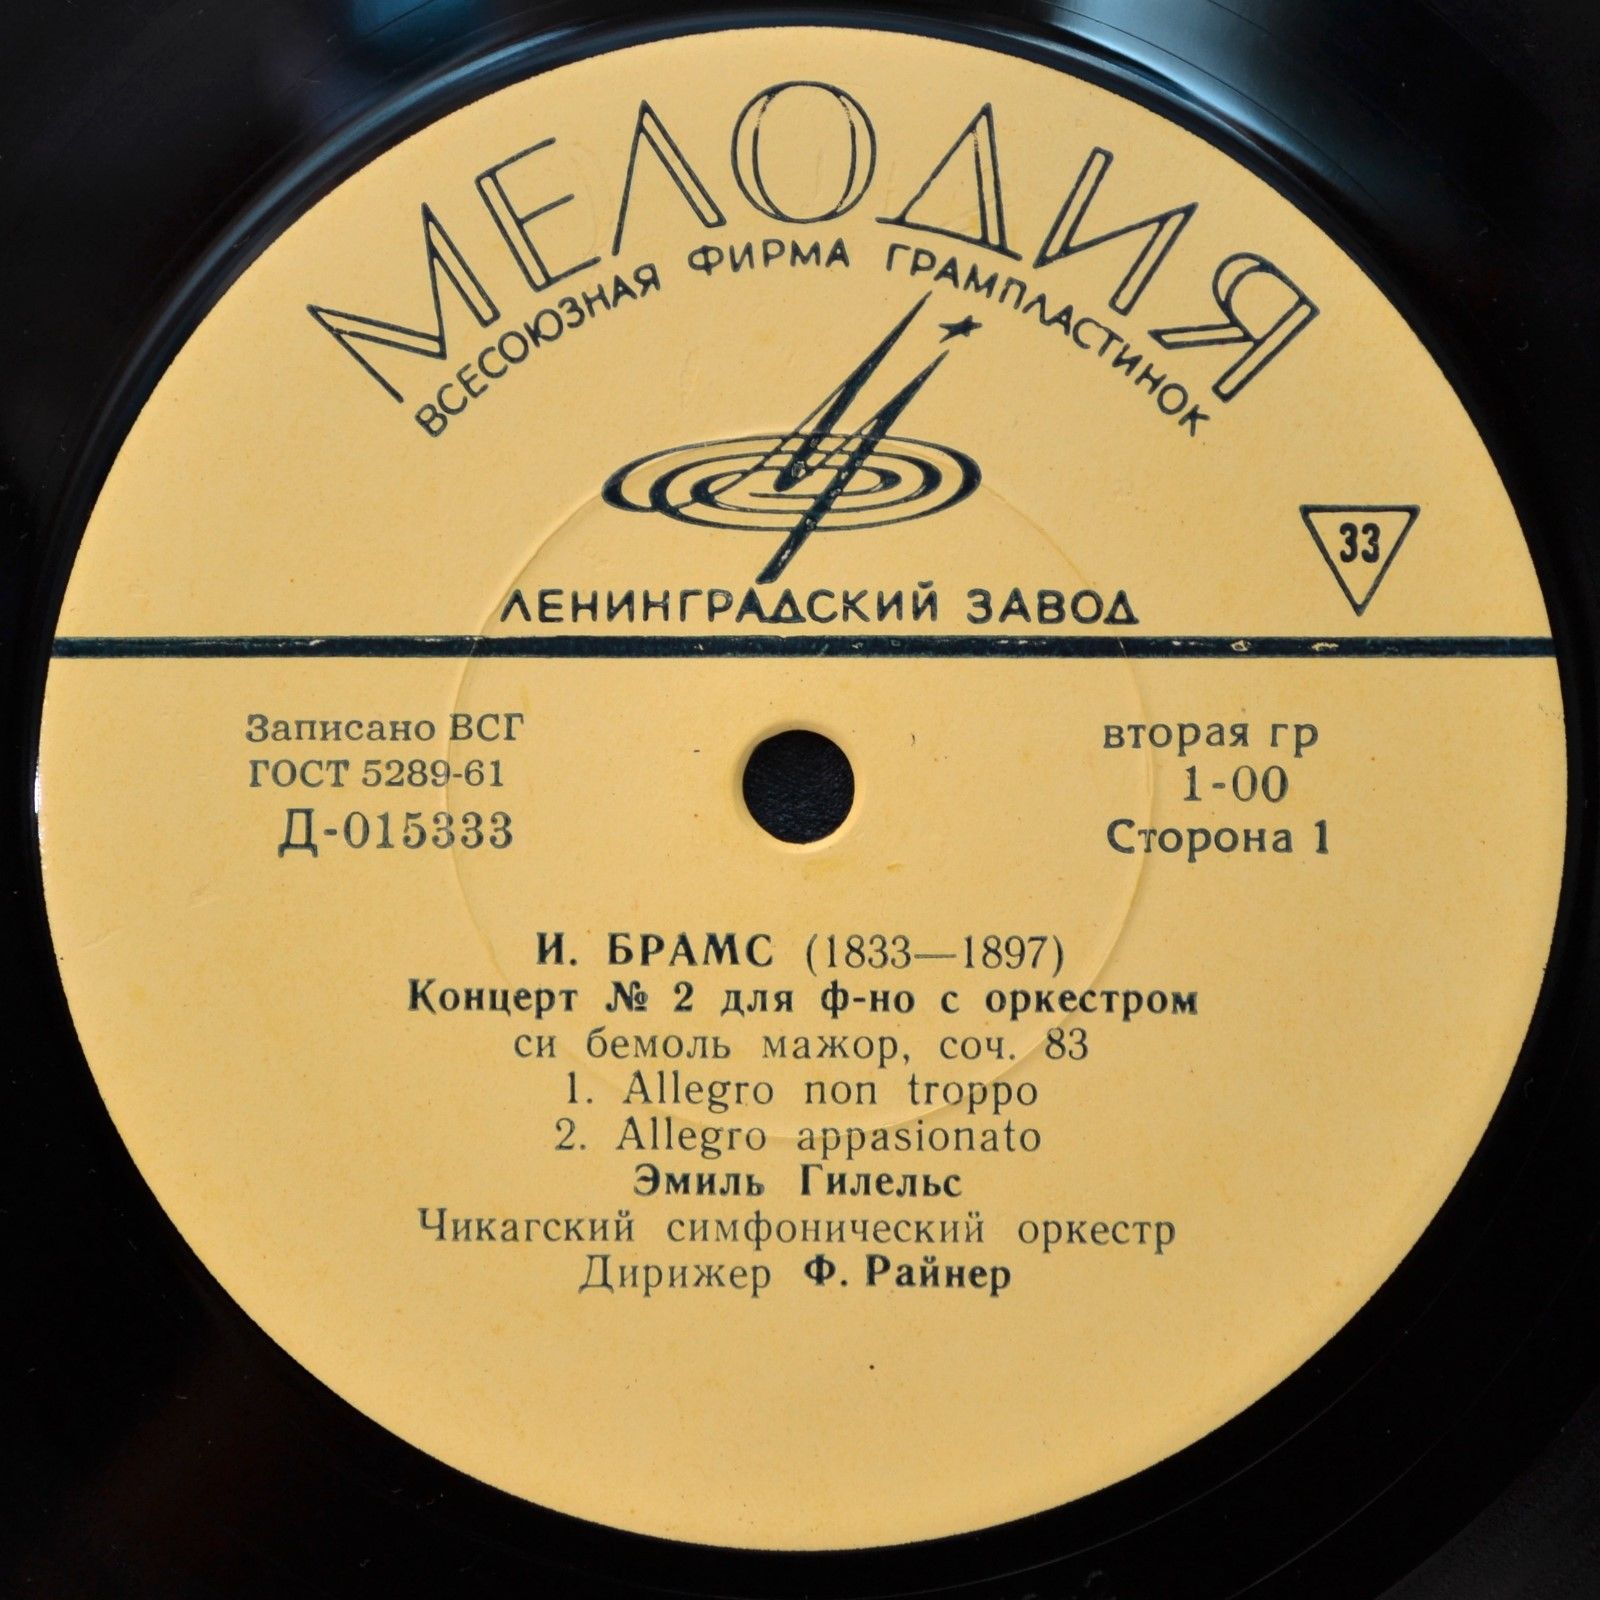 МЕЛОДИЯ
ВСЕСОЮЗНАЯ ФИРМА ГРАМПЛАСТИНОК
33
ЛЕНИНГРАДСКИЙ ЗАВОД
Записано ВСГ
ГОСТ 5289-61
Д-015333
вторая гр
1-00
Сторона 1
И. БРАМС (1833—1897)
Концерт № 2 для ф-но с оркестром
си бемоль мажор, соч. 83
1. Allegro non troppo
2. Allegro appasionato
Эмиль Гилельс
Чикагский симфонический оркестр
Дирижер Ф. Райнер